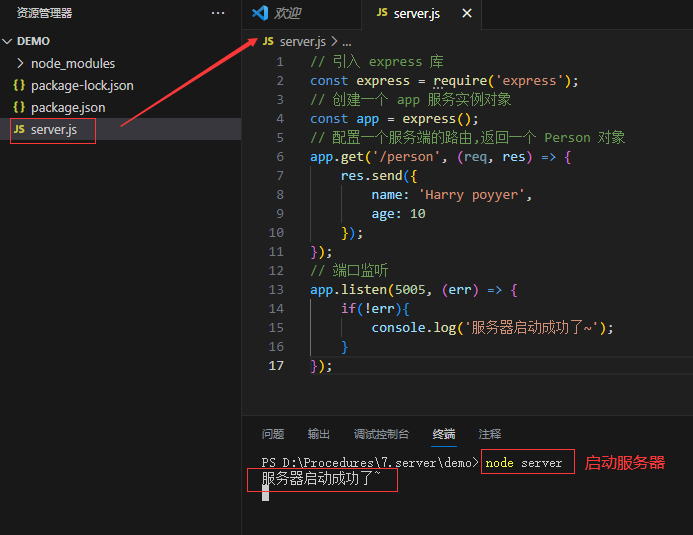 资源管理器 ···
DEMO
node_modules
package-lock.json
package.json
JS server.js
欢迎
JS server.js ×
JS server.js > ...
1 // 引入 express 库
2 const express = require('express');
3 // 创建一个 app 服务实例对象
4 const app = express();
5 // 配置一个服务端的路由,返回一个 Person 对象
6 app.get('/person', (req, res) => {
7 res.send({
8 name: 'Harry poyyer',
9 age: 10
10 });
11 });
12 // 端口监听
13 app.listen(5005, (err) => {
14 if(!err){
15 console.log('服务器启动成功了~');
16 }
17 });
问题 输出 调试控制台 终端 注释
PS D:\Procedures\7.server\demo> node server 启动服务器
服务器启动成功了~